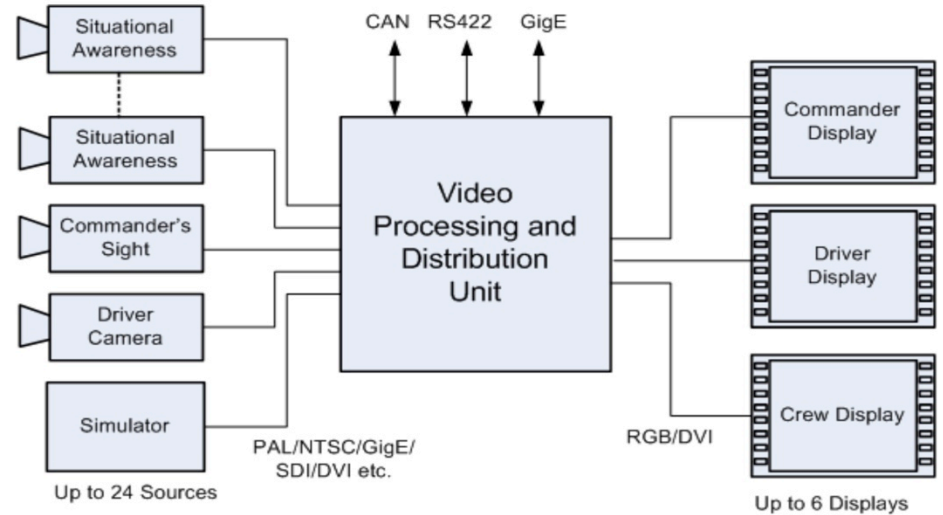 Situational
Awareness
Situational
Awareness
Commander's
Sight
Driver
Camera
Simulator
Up to 24 Sources
PAL/NTSC/GigE/
SDI/DVI etc.
CAN RS422 GigE
Video
Processing and
Distribution
Unit
RGB/DVI
Commander
Display
Driver
Display
Crew Display
Up to 6 Displays